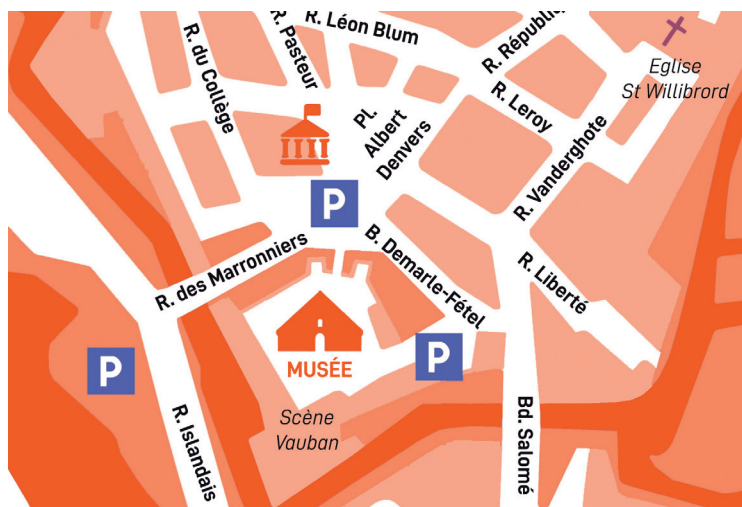 R. Léon Blum
R. Pasteur
R. du Collège
R. Républiq
Eglise
St Willibrord
R. Leroy
Pl.
Albert
Denvers
R. Vanderghote
P
R. des Marronniers
B. Demarle-Fétel
R. Liberté
P
P
MUSÉE
R. Islandais
Scène
Vauban
Bd. Salomé